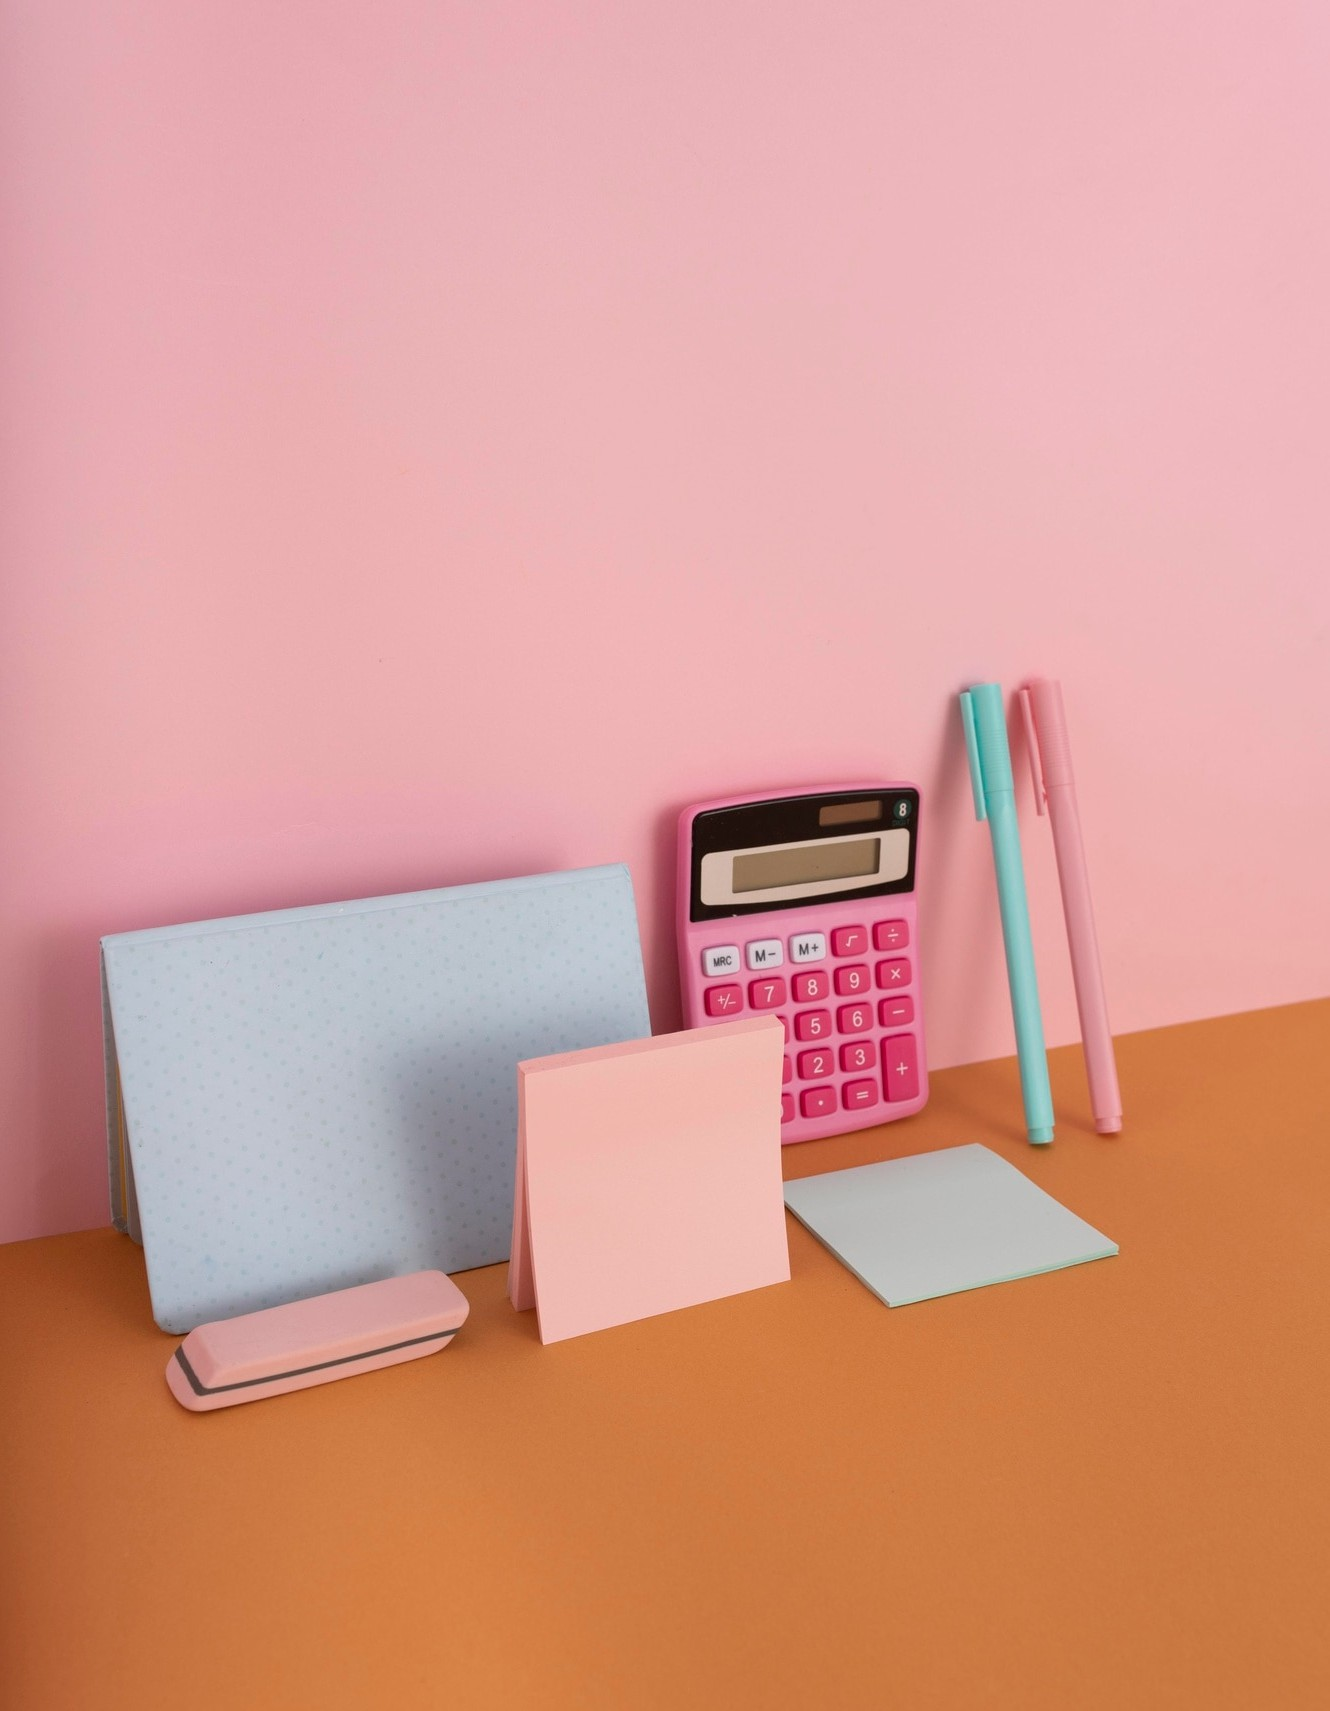 8
MRC M− M+ √ ÷
+/− 7 8 9 ×
5 6 −
2 3 +
· =